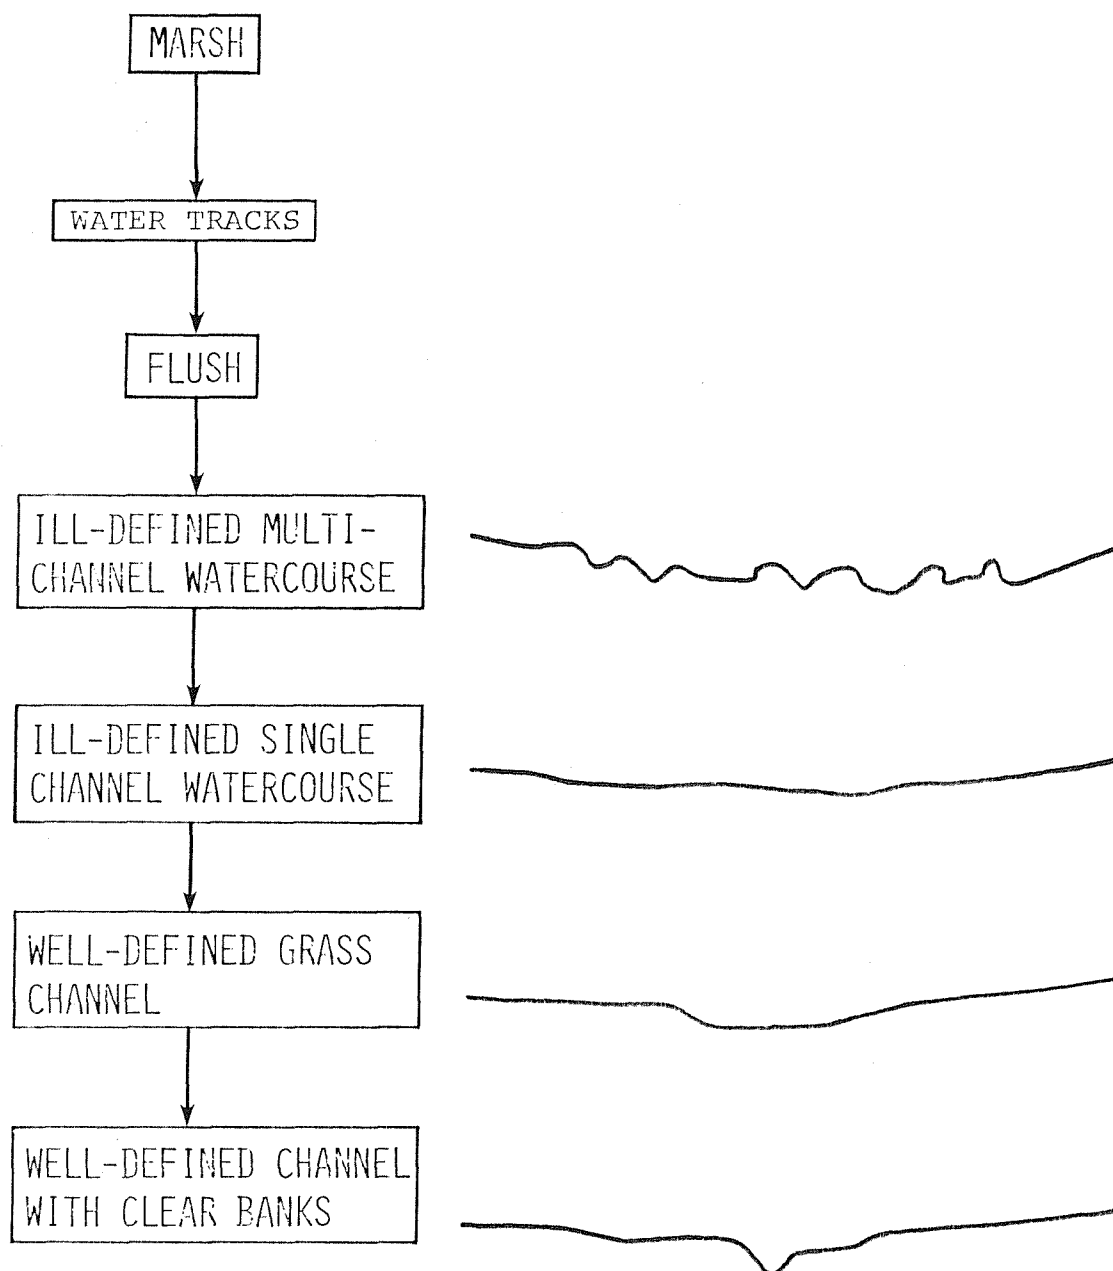 MARSH
WATER TRACKS
FLUSH
ILL-DEFINED MULTI-
CHANNEL WATERCOURSE
ILL-DEFINED SINGLE
CHANNEL WATERCOURSE
WELL-DEFINED GRASS
CHANNEL
WELL-DEFINED CHANNEL
WITH CLEAR BANKS